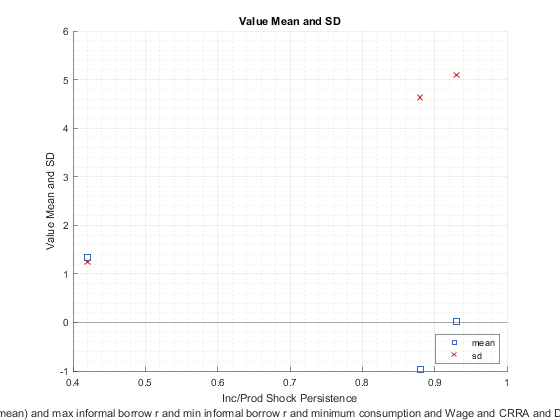 Value Mean and SD
6
5
4
3
2
1
0
-1
Value Mean and SD
mean
sd
0.4 0.5 0.6 0.7 0.8 0.9 1
Inc/Prod Shock Persistence
mean) and max informal borrow r and min informal borrow r and minimum consumption and Wage and CRRA and